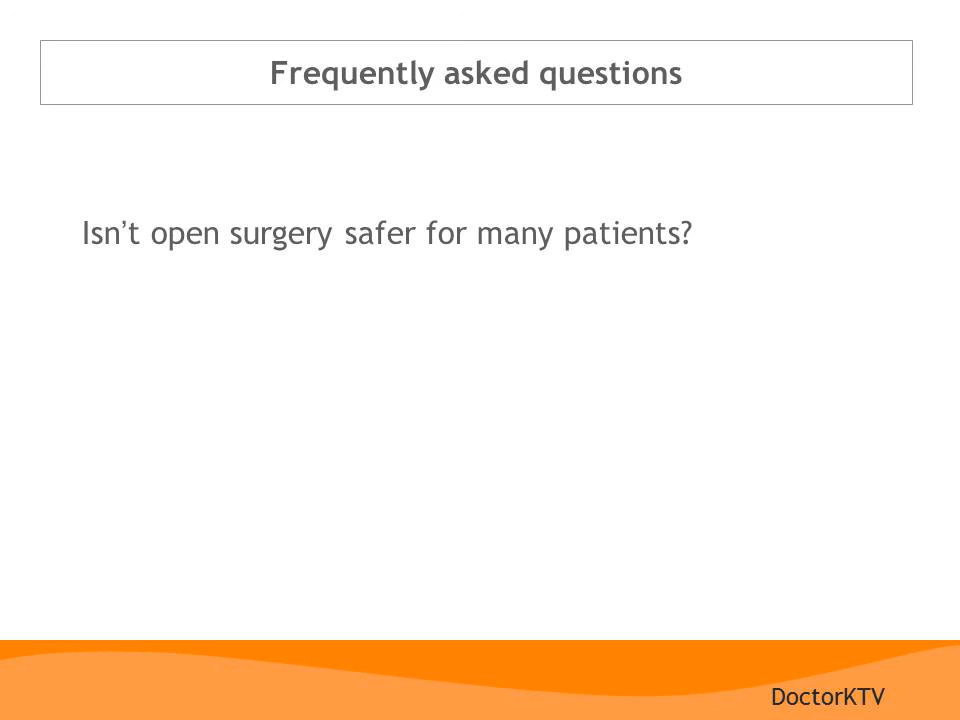 Frequently asked questions
Isn’t open surgery safer for many patients?
DoctorKTV